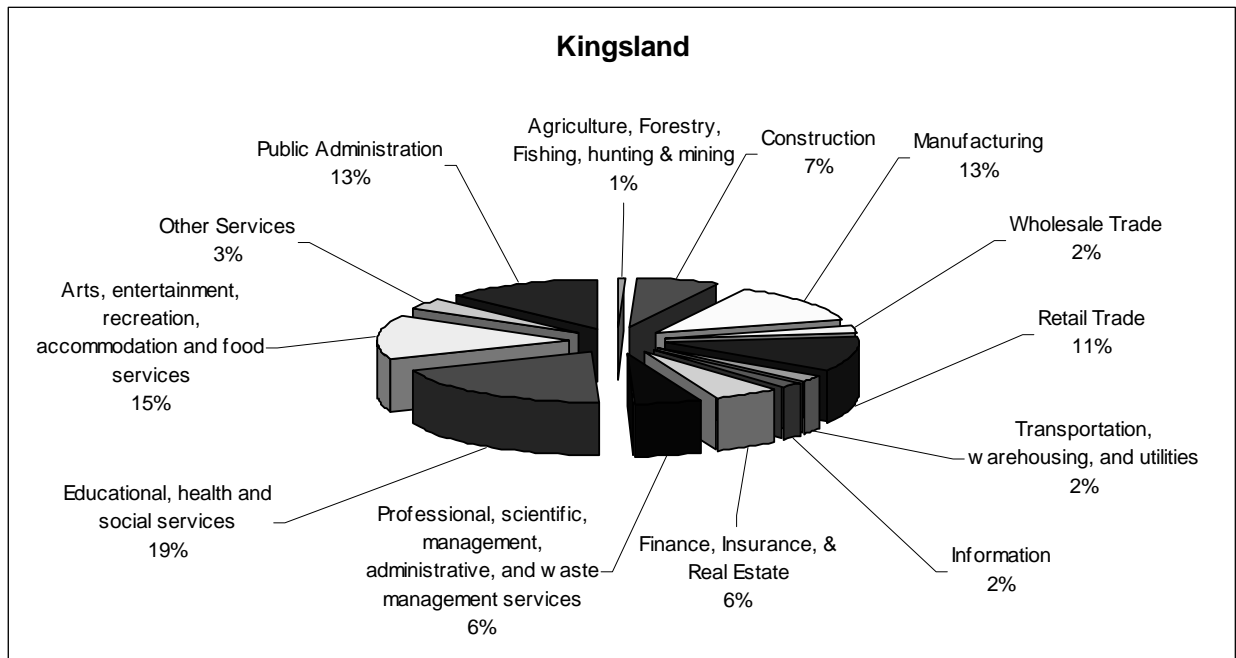 Kingsland
Agriculture, Forestry,
Fishing, hunting & mining
1%
Construction
7%
Manufacturing
13%
Wholesale Trade
2%
Retail Trade
11%
Transportation,
warehousing, and utilities
2%
Information
2%
Finance, Insurance, &
Real Estate
6%
Professional, scientific,
management,
administrative, and waste
management services
6%
Educational, health and
social services
19%
Arts, entertainment,
recreation,
accommodation and food
services
15%
Other Services
3%
Public Administration
13%